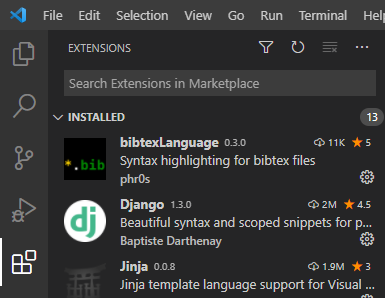 File Edit Selection View Go Run Terminal Help
EXTENSIONS
Search Extensions in Marketplace
INSTALLED 13
*.bib
bibtexLanguage 0.3.0 11K 5
Syntax highlighting for bibtex files
phr0s
dj
Django 1.3.0 2M 4.5
Beautiful syntax and scoped snippets for p...
Baptiste Darthenay
Jinja 0.0.8 1.9M 3
Jinja template language support for Visual ...